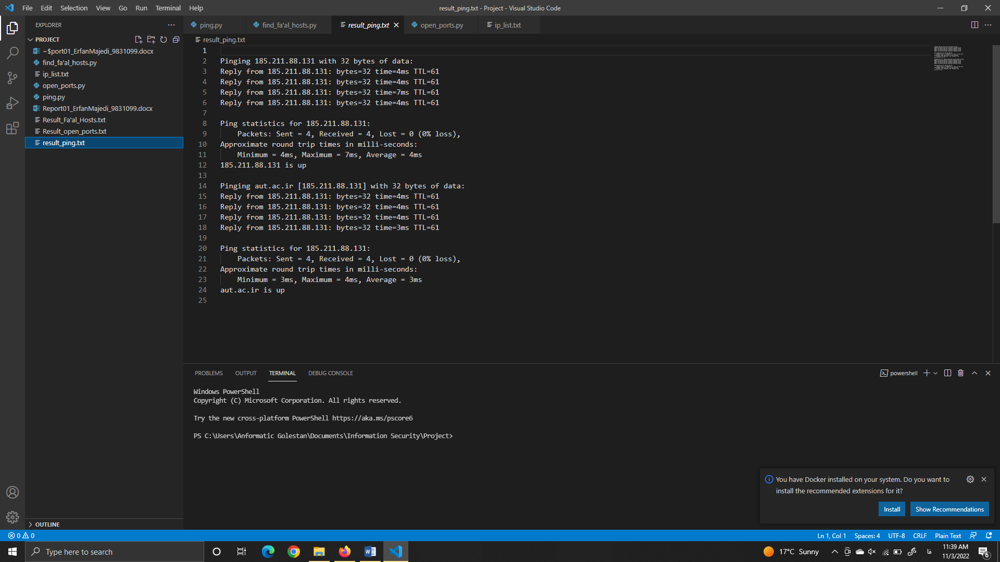 File Edit Selection View Go Run Terminal Help
result_ping.txt - Project - Visual Studio Code
EXPLORER
PROJECT
~$port01_ErfanMajedi_9831099.docx
find_fa'al_hosts.py
ip_list.txt
open_ports.py
ping.py
Report01_ErfanMajedi_9831099.docx
Result_Fa'al_Hosts.txt
Result_open_ports.txt
result_ping.txt
OUTLINE
ping.py find_fa'al_hosts.py result_ping.txt open_ports.py ip_list.txt
result_ping.txt
1
2 Pinging 185.211.88.131 with 32 bytes of data:
3 Reply from 185.211.88.131: bytes=32 time=4ms TTL=61
4 Reply from 185.211.88.131: bytes=32 time=4ms TTL=61
5 Reply from 185.211.88.131: bytes=32 time=7ms TTL=61
6 Reply from 185.211.88.131: bytes=32 time=4ms TTL=61
7
8 Ping statistics for 185.211.88.131:
9 Packets: Sent = 4, Received = 4, Lost = 0 (0% loss),
10 Approximate round trip times in milli-seconds:
11 Minimum = 4ms, Maximum = 7ms, Average = 4ms
12 185.211.88.131 is up
13
14 Pinging aut.ac.ir [185.211.88.131] with 32 bytes of data:
15 Reply from 185.211.88.131: bytes=32 time=4ms TTL=61
16 Reply from 185.211.88.131: bytes=32 time=4ms TTL=61
17 Reply from 185.211.88.131: bytes=32 time=4ms TTL=61
18 Reply from 185.211.88.131: bytes=32 time=3ms TTL=61
19
20 Ping statistics for 185.211.88.131:
21 Packets: Sent = 4, Received = 4, Lost = 0 (0% loss),
22 Approximate round trip times in milli-seconds:
23 Minimum = 3ms, Maximum = 4ms, Average = 3ms
24 aut.ac.ir is up
25
PROBLEMS OUTPUT TERMINAL DEBUG CONSOLE
powershell
Windows PowerShell
Copyright (C) Microsoft Corporation. All rights reserved.
Try the new cross-platform PowerShell https://aka.ms/pscore6
PS C:\Users\Anformatic Golestan\Documents\Information Security\Project>
You have Docker installed on your system. Do you want to
install the recommended extensions for it?
Install Show Recommendations
0 0
Ln 1, Col 1 Spaces: 4 UTF-8 CRLF Plain Text
Type here to search
17°C Sunny
فا
11:39 AM
11/3/2022
6